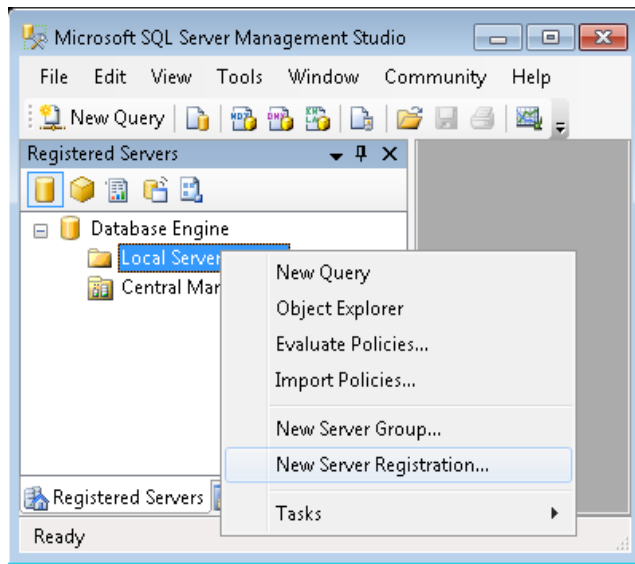 Microsoft SQL Server Management Studio
File Edit View Tools Window Community Help
New Query
Registered Servers
Database Engine
Local Server
Central Mar
New Query
Object Explorer
Evaluate Policies...
Import Policies...
New Server Group...
New Server Registration...
Tasks
Registered Servers
Ready